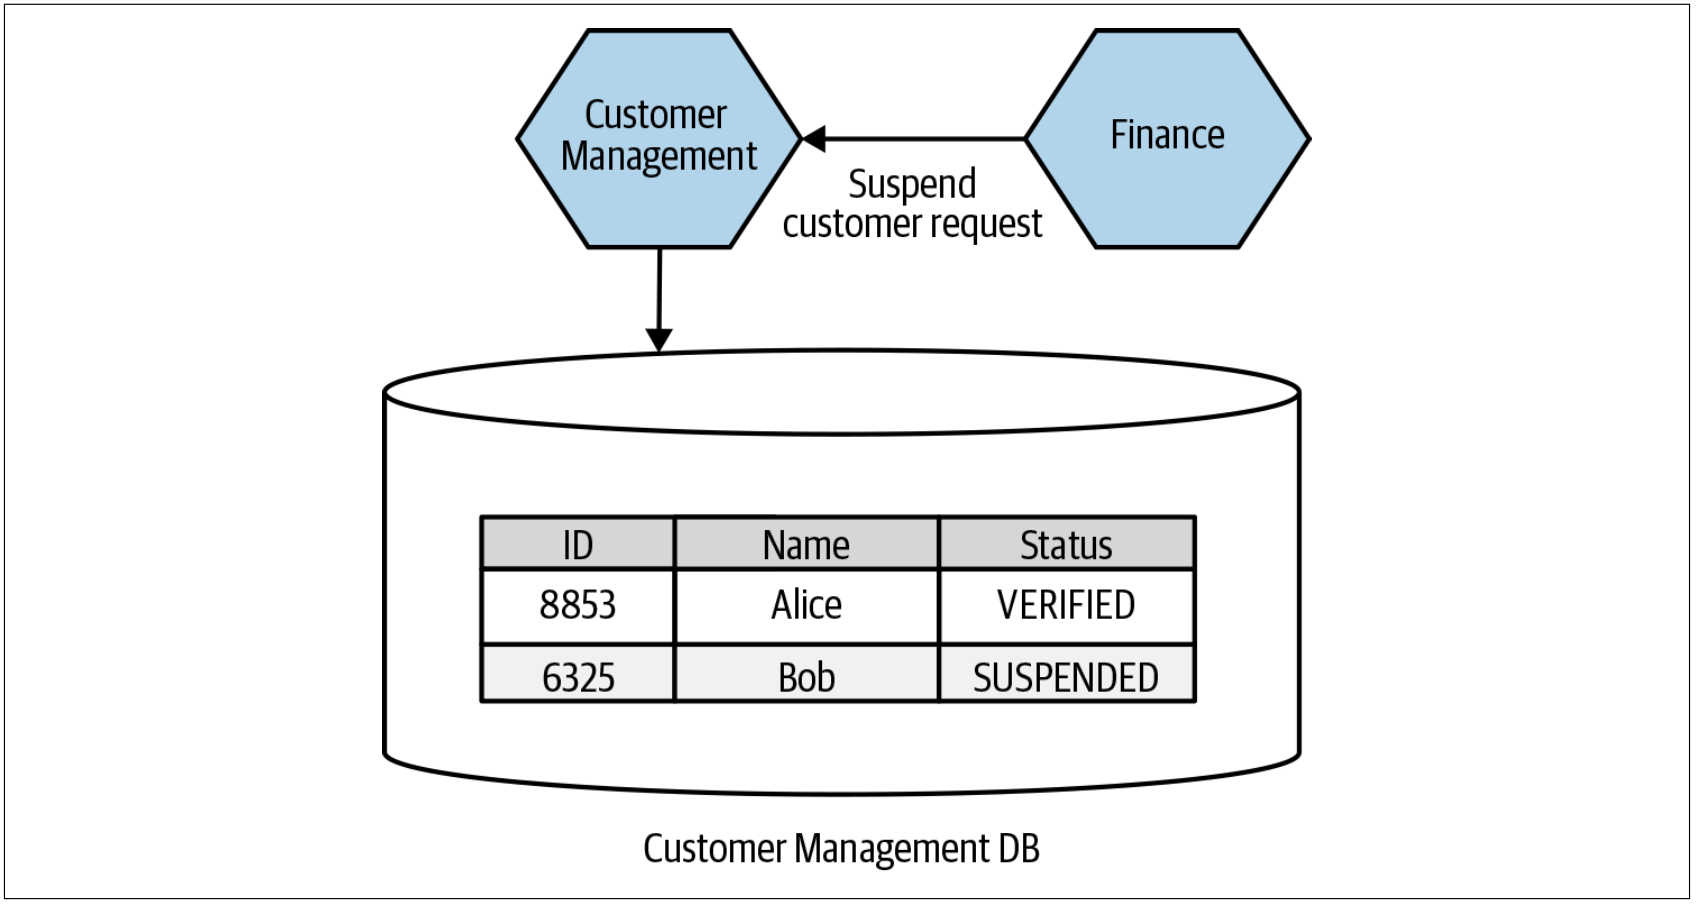 Customer
Management
Finance
Suspend
customer request
ID Name Status
8853 Alice VERIFIED
6325 Bob SUSPENDED
Customer Management DB